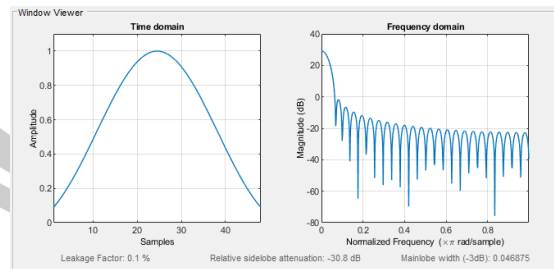 Window Viewer
Time domain
Frequency domain
1
0.8
0.6
0.4
0.2
0
Amplitude
10
20
30
40
Samples
40
20
0
-20
-40
-60
-80
Magnitude (dB)
0
0.2
0.4
0.6
0.8
Normalized Frequency (×π rad/sample)
Leakage Factor: 0.1 %
Relative sidelobe attenuation: -30.8 dB
Mainlobe width (-3dB): 0.046875